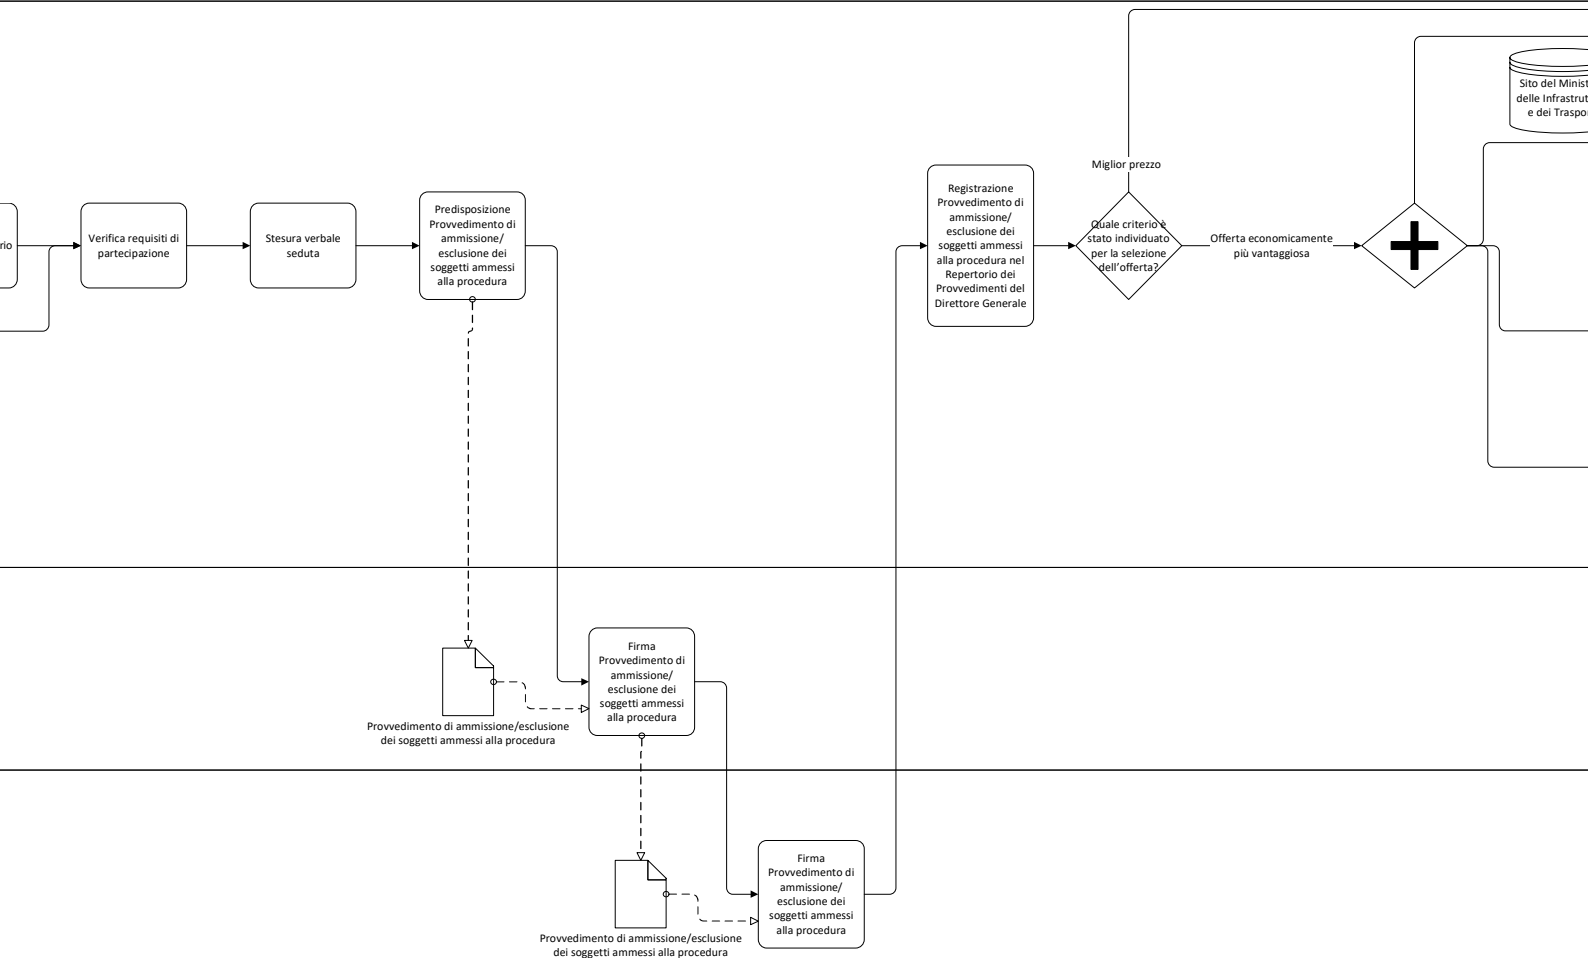 Sito del Minist
delle Infrastrut
e dei Traspo
Miglior prezzo
rio
Verifica requisiti di
partecipazione
Stesura verbale
seduta
Predisposizione
Provvedimento di
ammissione/
esclusione dei
soggetti ammessi
alla procedura
Registrazione
Provvedimento di
ammissione/
esclusione dei
soggetti ammessi
alla procedura nel
Repertorio dei
Provvedimenti del
Direttore Generale
Quale criterio è
stato individuato
per la selezione
dell'offerta?
Offerta economicamente
più vantaggiosa
Provvedimento di ammissione/esclusione
dei soggetti ammessi alla procedura
Firma
Provvedimento di
ammissione/
esclusione dei
soggetti ammessi
alla procedura
Provvedimento di ammissione/esclusione
dei soggetti ammessi alla procedura
Firma
Provvedimento di
ammissione/
esclusione dei
soggetti ammessi
alla procedura